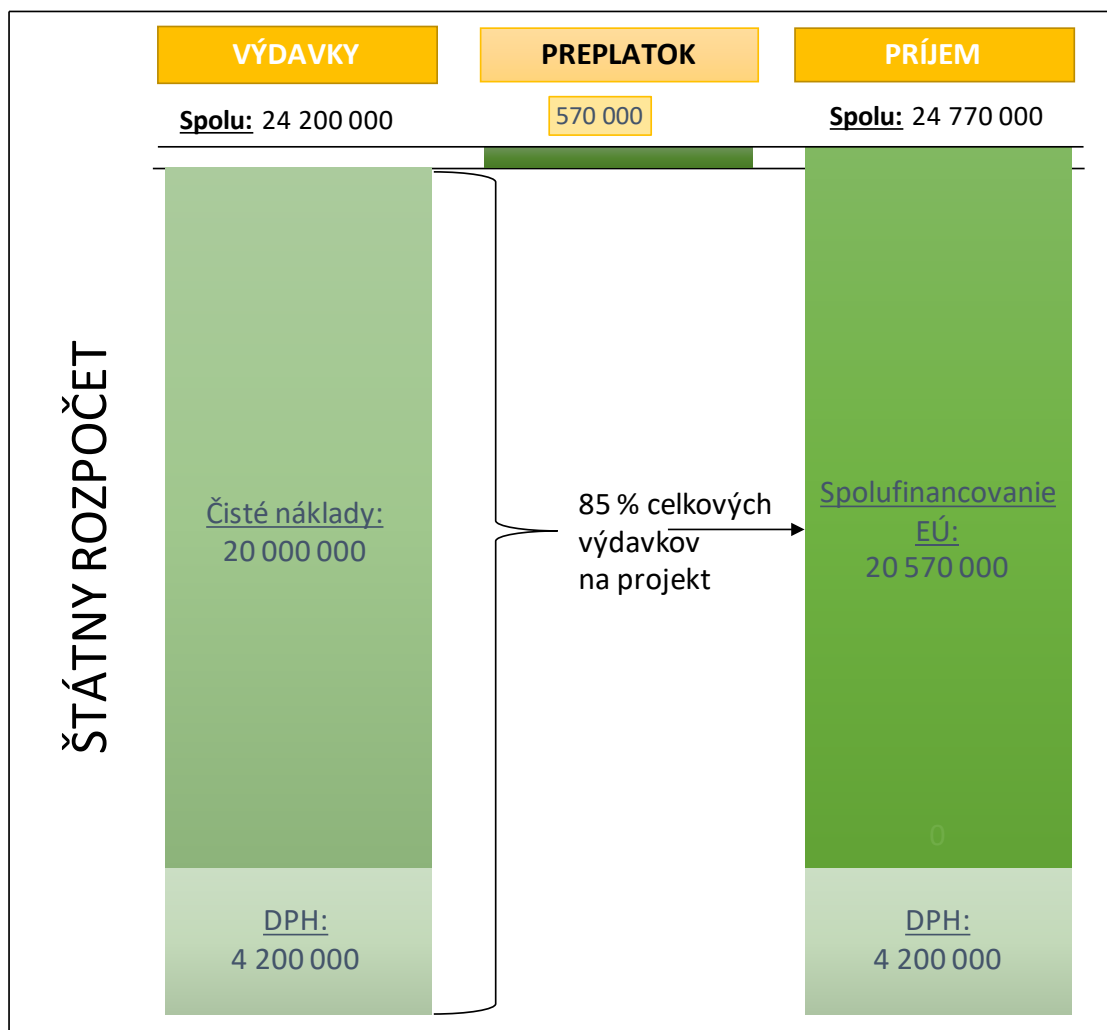 VÝDAVKY
PREPLATOK
PRÍJEM
Spolu: 24 200 000
570 000
Spolu: 24 770 000
ŠTÁTNY ROZPOČET
Čisté náklady:
20 000 000
85 % celkových
výdavkov
na projekt
Spolufinancovanie
EÚ:
20 570 000
0
DPH:
4 200 000
DPH:
4 200 000